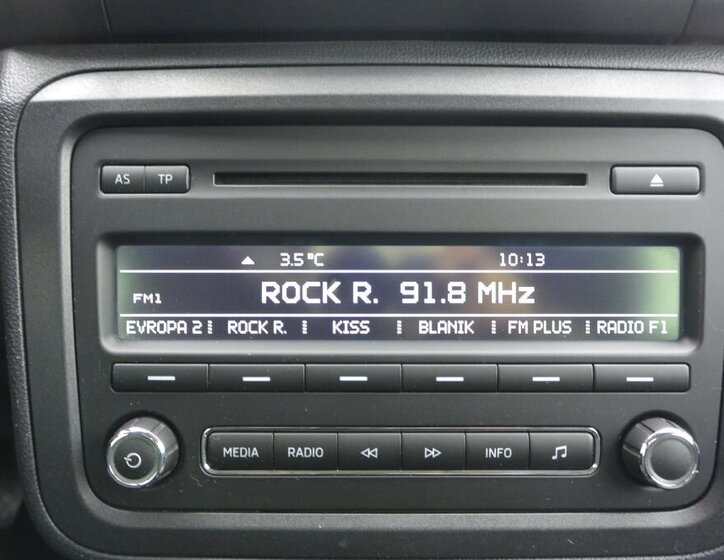 AS TP
3.5°C 10:13
FM1 ROCK R. 91.8 MHz
EVROPA 2 ROCK R. KISS BLANIK FM PLUS RADIO F1
MEDIA RADIO INFO